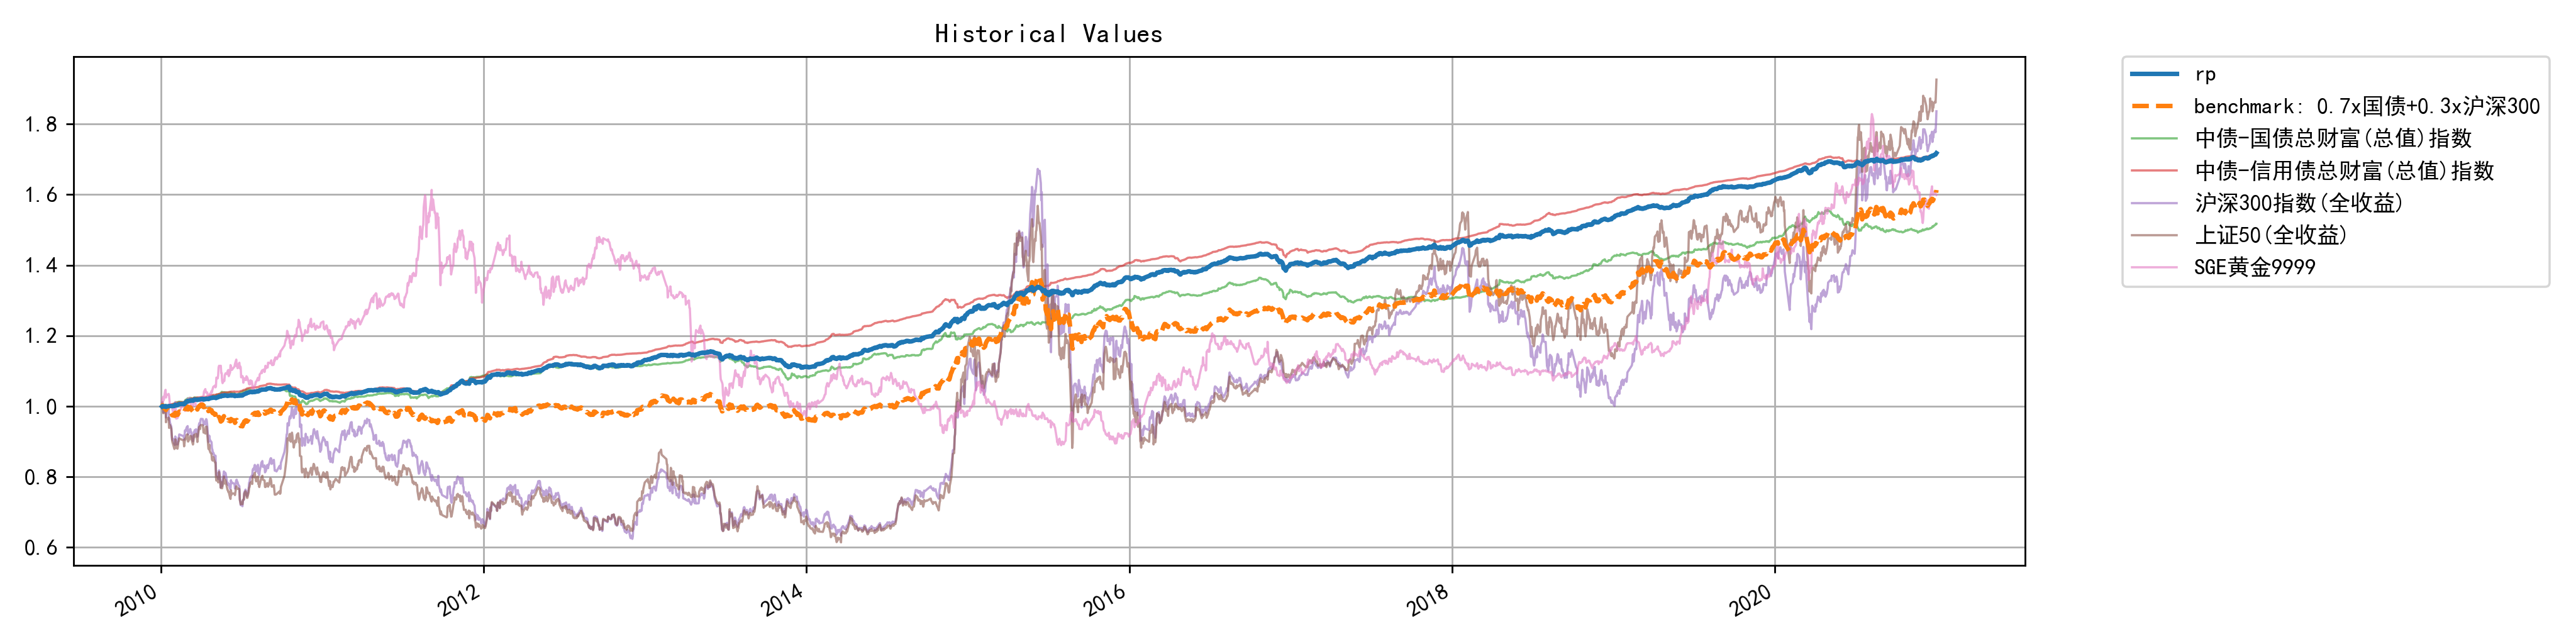 Historical Values
1.8
1.6
1.4
1.2
1.0
0.8
0.6
2010
2012
2014
2016
2018
2020
rp
benchmark: 0.7x国债+0.3x沪深300
中债-国债总财富(总值)指数
中债-信用债总财富(总值)指数
沪深300指数(全收益)
上证50(全收益)
SGE黄金9999